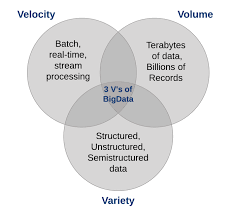 Velocity
Volume
Batch,
real-time,
stream
processing
Terabytes
of data,
Billions of
Records
3 V's of
BigData
Structured,
Unstructured,
Semistructured
data
Variety